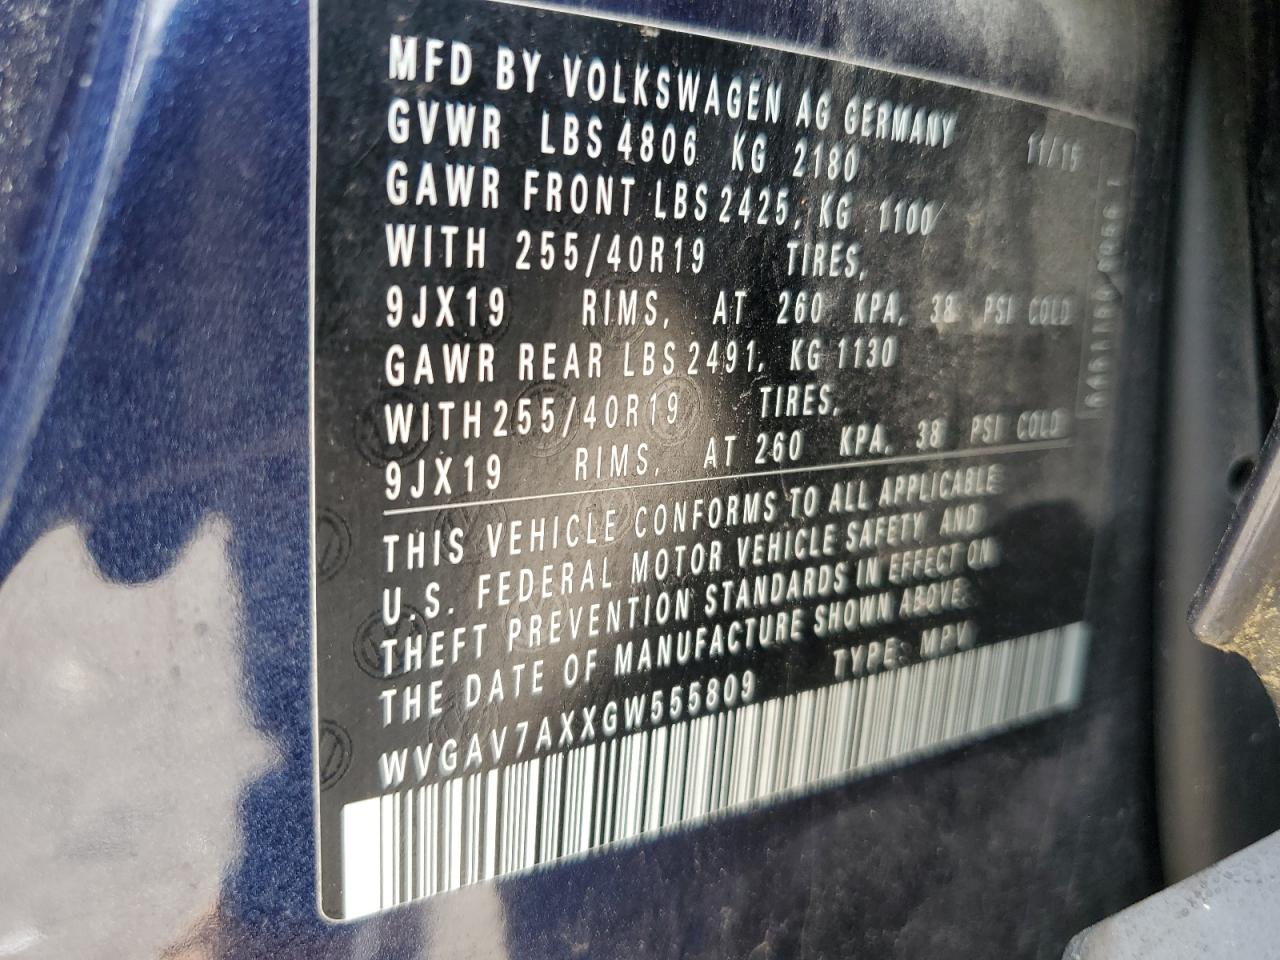 MFD BY VOLKSWAGEN AG GERMANY 11/15
GVWR LBS 4806 KG 2180
GAWR FRONT LBS 2425, KG 1100
WITH 255/40R19 TIRES,
9JX19 RIMS, AT 260 KPA, 38 PSI COLD
GAWR REAR LBS 2491, KG 1130
WITH 255/40R19 TIRES,
9JX19 RIMS, AT 260 KPA, 38 PSI COLD
THIS VEHICLE CONFORMS TO ALL APPLICABLE
U.S. FEDERAL MOTOR VEHICLE SAFETY AND
THEFT PREVENTION STANDARDS IN EFFECT ON
THE DATE OF MANUFACTURE SHOWN ABOVE.
WVGAV7AXXGW555809 TYPE: MPV